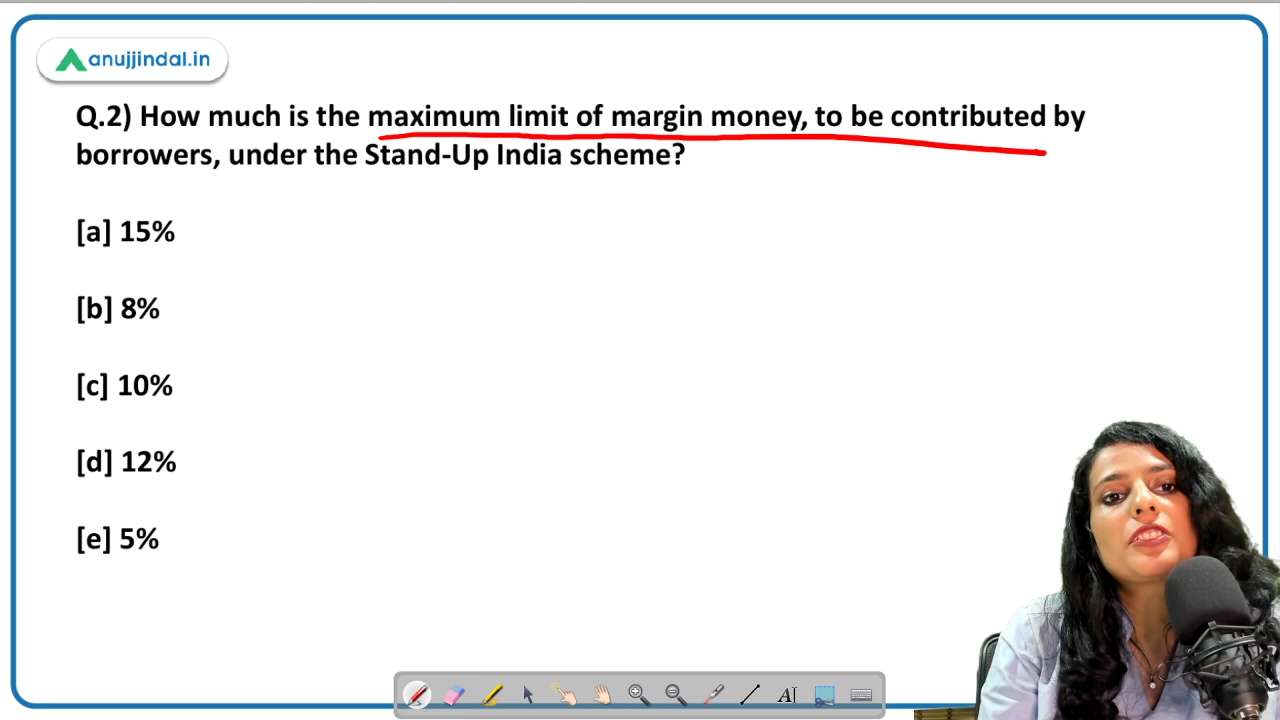 anujjindal.in
Q.2) How much is the maximum limit of margin money, to be contributed by
borrowers, under the Stand-Up India scheme?
[a] 15%
[b] 8%
[c] 10%
[d] 12%
[e] 5%
A